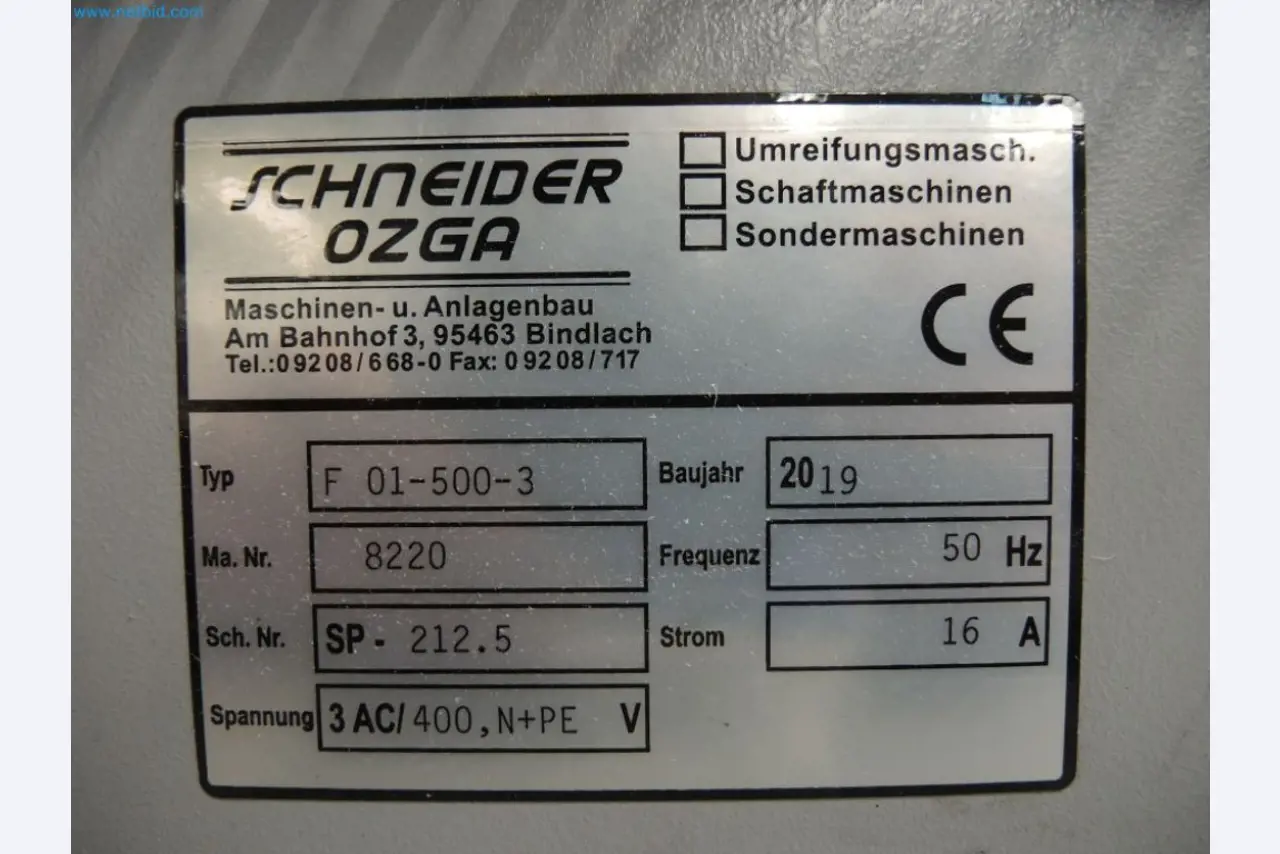 www.netbid.com
SCHNEIDER
OZGA
Maschinen- u. Anlagenbau
Am Bahnhof 3, 95463 Bindlach
Tel.:09208/668-0 Fax: 09208/717
Umreifungsmasch.
Schaftmaschinen
Sondermaschinen
CE
Typ F 01-500-3 Baujahr 2019
Ma. Nr. 8220 Frequenz 50 Hz
Sch. Nr. SP- 212.5 Strom 16 A
Spannung 3 AC/ 400,N+PE V